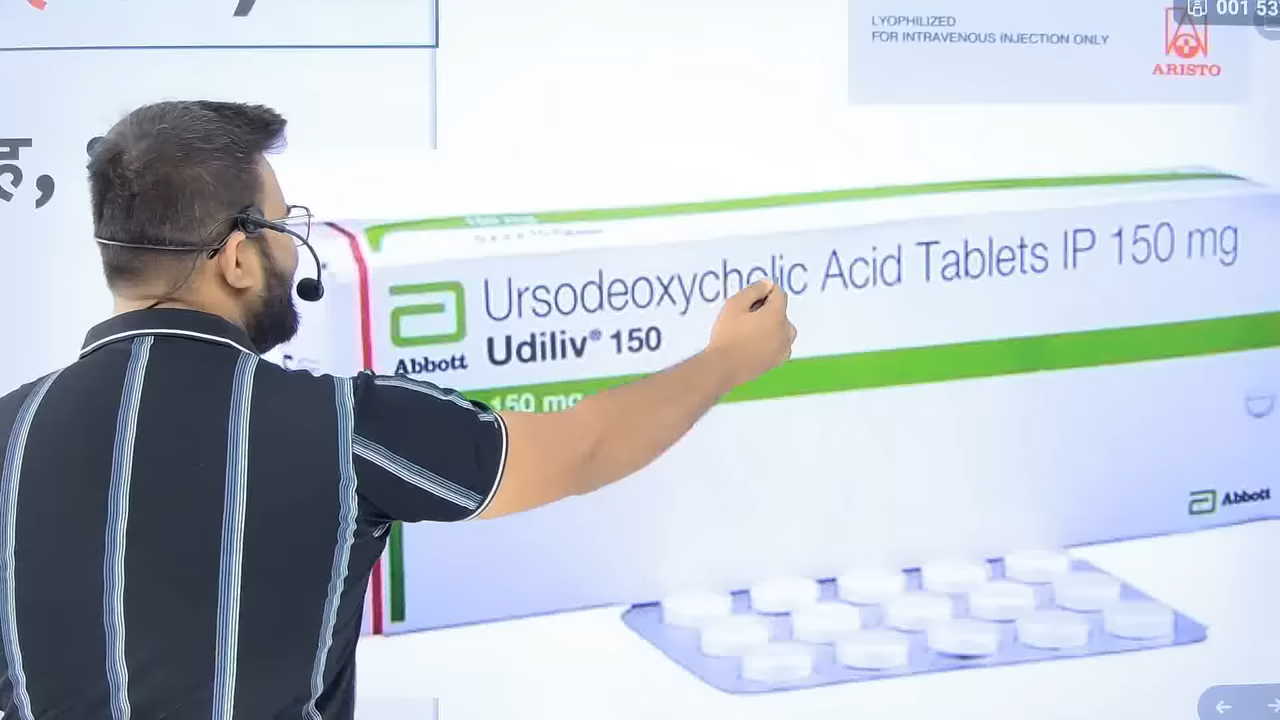 001 53
LYOPHILIZED
FOR INTRAVENOUS INJECTION ONLY
ARISTO
ह,
Ursodeoxycholic Acid Tablets IP 150 mg
Abbott
Udiliv® 150
150 mg
Abbott